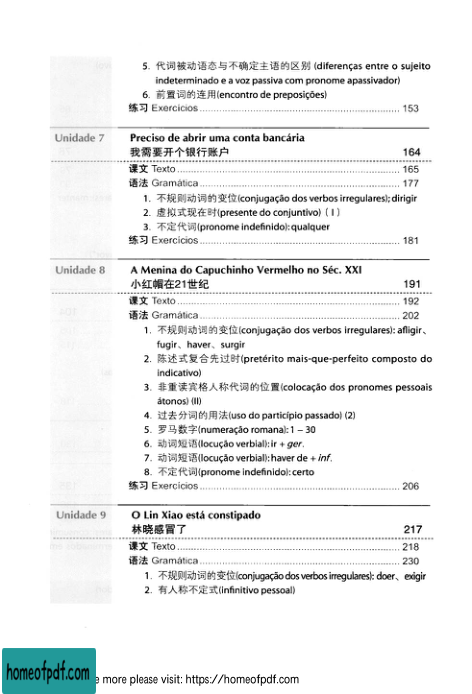 5. 代词被动语态与不确定主语的区别 (diferenças entre o sujeito
indeterminado e a voz passiva com pronome apassivador)
6. 前置词的连用(encontro de preposições)
练习 Exercícios 153
Unidade 7 Preciso de abrir uma conta bancária
我需要开个银行账户 164
课文 Texto 165
语法 Gramática 177
1. 不规则动词的变位(conjugação dos verbos irregulares); dirigir
2. 虚拟式现在时(presente do conjuntivo) ( I )
3. 不定代词(pronome indefinido): qualquer
练习 Exercícios 181
Unidade 8 A Menina do Capuchinho Vermelho no Séc. XXI
小红帽在21世纪 191
课文 Texto 192
语法 Gramática 202
1. 不规则动词的变位(conjugação dos verbos irregulares): afligir、
fugir、haver、surgir
2. 陈述式复合先过时(pretérito mais-que-perfeito composto do
indicativo)
3. 非重读宾格人称代词的位置(colocação dos pronomes pessoais
átonos) (II)
4. 过去分词的用法(uso do particípio passado) (2)
5. 罗马数字(numeração romana): 1 – 30
6. 动词短语(locução verbal): ir + ger.
7. 动词短语(locução verbal): haver de + inf.
8. 不定代词(pronome indefinido): certo
练习 Exercícios 206
Unidade 9 O Lin Xiao está constipado
林晓感冒了 217
课文 Texto 218
语法 Gramática 230
1. 不规则动词的变位(conjugação dos verbos irregulares): doer、exigir
2. 有人称不定式(infinitivo pessoal)
homeofpdf.com
e more please visit: https://homeofpdf.com